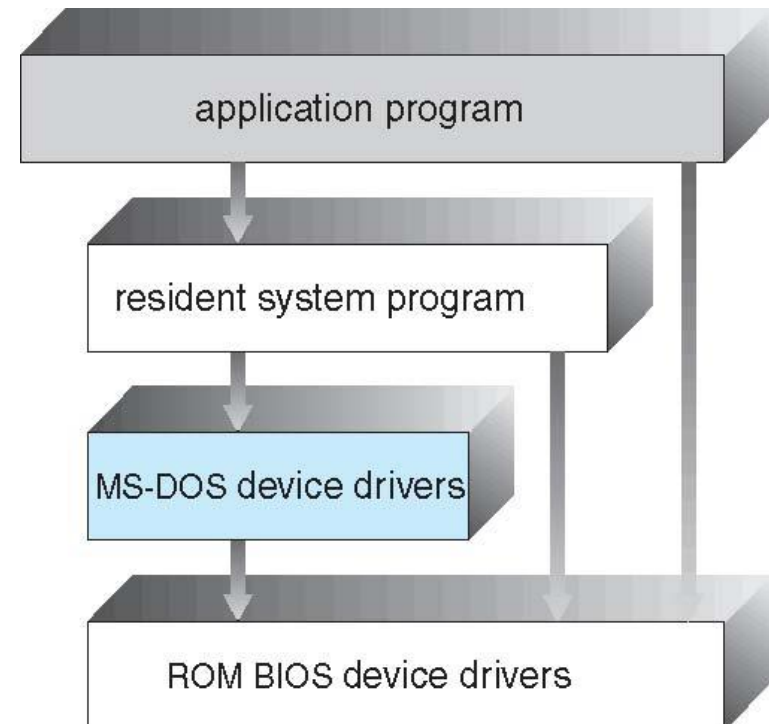 application program
resident system program
MS-DOS device drivers
ROM BIOS device drivers